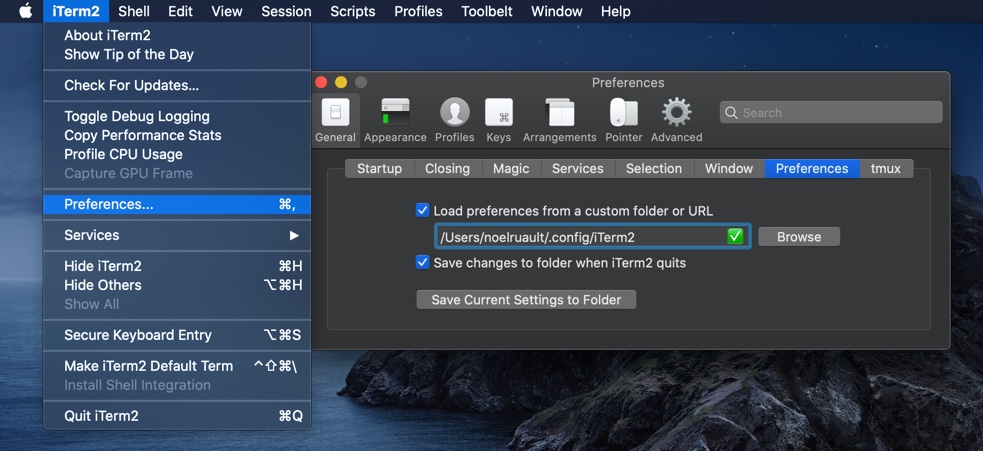 iTerm2 Shell Edit View Session Scripts Profiles Toolbelt Window Help
About iTerm2
Show Tip of the Day
Check For Updates...
Toggle Debug Logging
Copy Performance Stats
Profile CPU Usage
Capture GPU Frame
Preferences... ⌘,
Services ▶
Hide iTerm2 ⌘H
Hide Others ⌥⌘H
Show All
Secure Keyboard Entry ⌥⌘S
Make iTerm2 Default Term ^⇧⌘\
Install Shell Integration
Quit iTerm2 ⌘Q
Preferences
General Appearance Profiles Keys Arrangements Pointer Advanced
Search
Startup Closing Magic Services Selection Window Preferences tmux
Load preferences from a custom folder or URL
/Users/noelruault/.config/iTerm2 Browse
Save changes to folder when iTerm2 quits
Save Current Settings to Folder